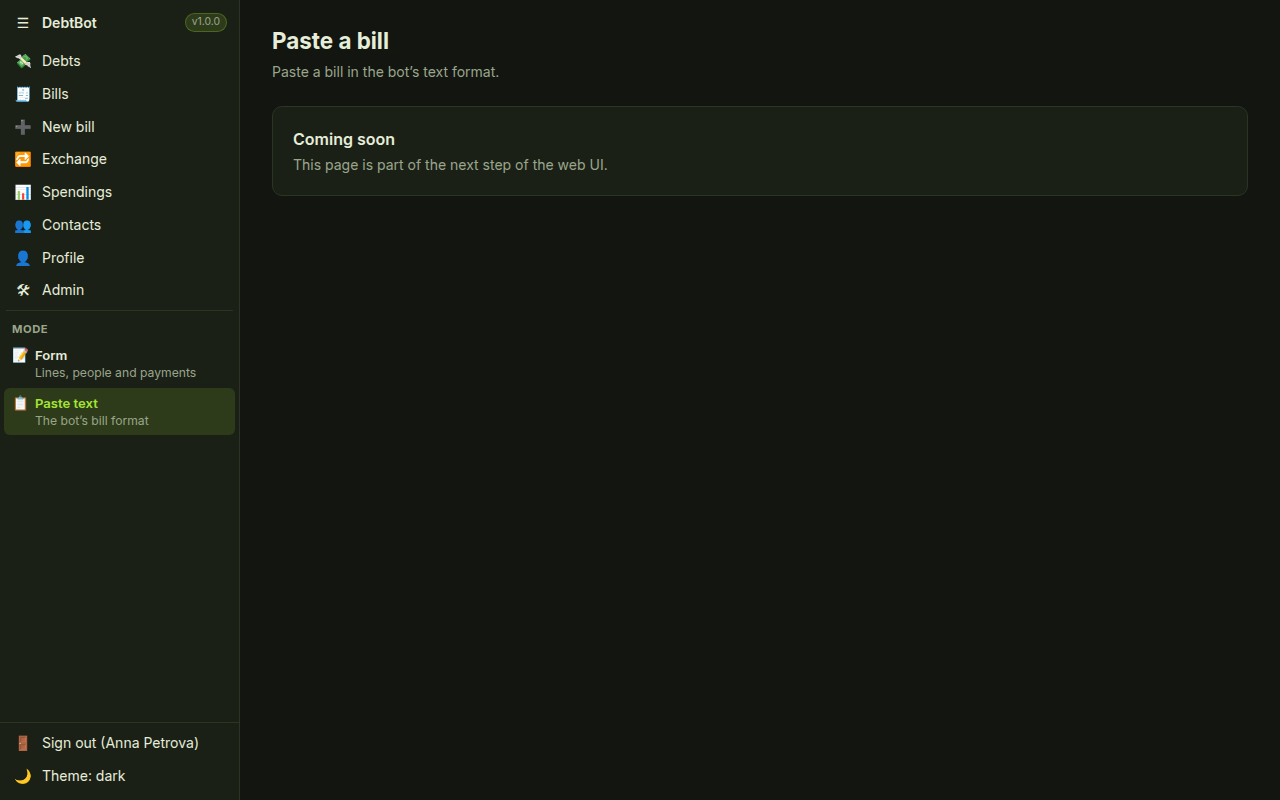 ☰ DebtBot v1.0.0
Debts
Bills
New bill
Exchange
Spendings
Contacts
Profile
Admin
MODE
Form
Lines, people and payments
Paste text
The bot’s bill format
Sign out (Anna Petrova)
Theme: dark
Paste a bill
Paste a bill in the bot’s text format.
Coming soon
This page is part of the next step of the web UI.